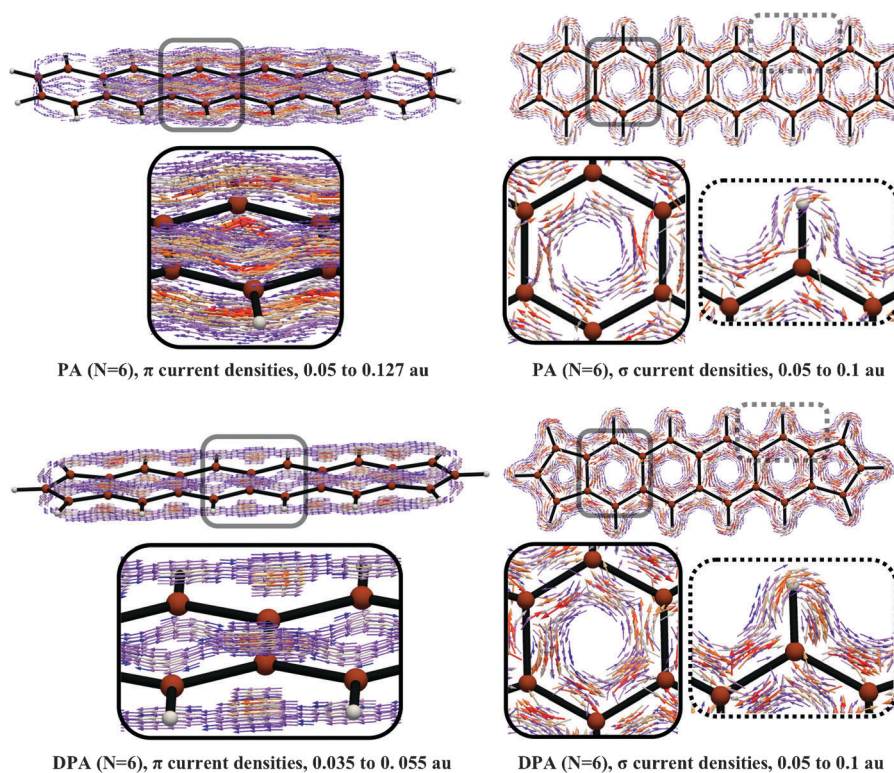 PA (N=6), π current densities, 0.05 to 0.127 au
PA (N=6), σ current densities, 0.05 to 0.1 au
DPA (N=6), π current densities, 0.035 to 0. 055 au
DPA (N=6), σ current densities, 0.05 to 0.1 au